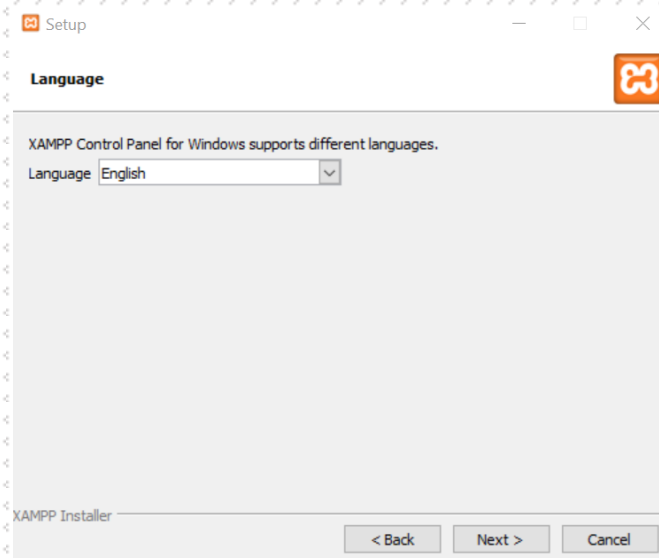 Setup
Language
XAMPP Control Panel for Windows supports different languages.
Language English
XAMPP Installer
< Back Next > Cancel